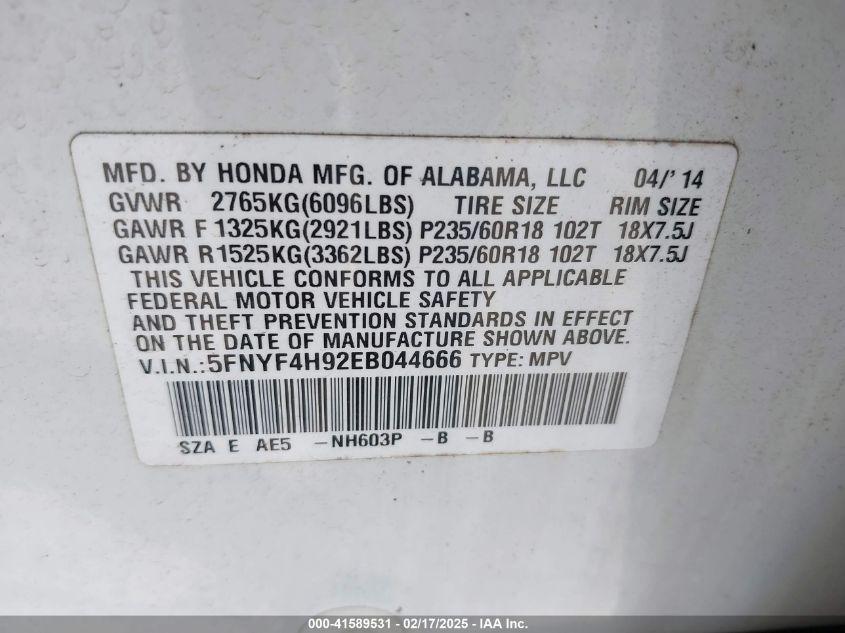 MFD. BY HONDA MFG. OF ALABAMA, LLC 04/' 14
GVWR 2765KG(6096LBS) TIRE SIZE RIM SIZE
GAWR F 1325KG(2921LBS) P235/60R18 102T 18X7.5J
GAWR R 1525KG(3362LBS) P235/60R18 102T 18X7.5J
THIS VEHICLE CONFORMS TO ALL APPLICABLE
FEDERAL MOTOR VEHICLE SAFETY
AND THEFT PREVENTION STANDARDS IN EFFECT
ON THE DATE OF MANUFACTURE SHOWN ABOVE.
V.I.N.:5FNYF4H92EB044666 TYPE: MPV
SZA E AE5 -NH603P -B -B
000-41589531 - 02/17/2025 - IAA Inc.